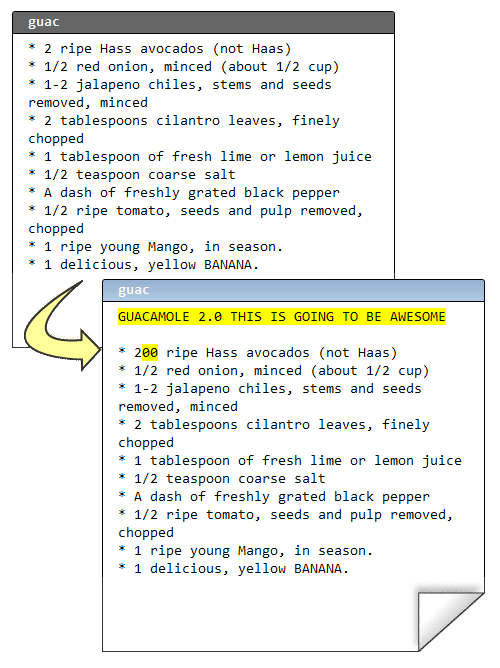 guac
* 2 ripe Hass avocados (not Haas)
* 1/2 red onion, minced (about 1/2 cup)
* 1-2 jalapeno chiles, stems and seeds
removed, minced
* 2 tablespoons cilantro leaves, finely
chopped
* 1 tablespoon of fresh lime or lemon juice
* 1/2 teaspoon coarse salt
* A dash of freshly grated black pepper
* 1/2 ripe tomato, seeds and pulp removed,
chopped
* 1 ripe young Mango, in season.
* 1 delicious, yellow BANANA.
guac
GUACAMOLE 2.0 THIS IS GOING TO BE AWESOME
* 200 ripe Hass avocados (not Haas)
* 1/2 red onion, minced (about 1/2 cup)
* 1-2 jalapeno chiles, stems and seeds
removed, minced
* 2 tablespoons cilantro leaves, finely
chopped
* 1 tablespoon of fresh lime or lemon juice
* 1/2 teaspoon coarse salt
* A dash of freshly grated black pepper
* 1/2 ripe tomato, seeds and pulp removed,
chopped
* 1 ripe young Mango, in season.
* 1 delicious, yellow BANANA.